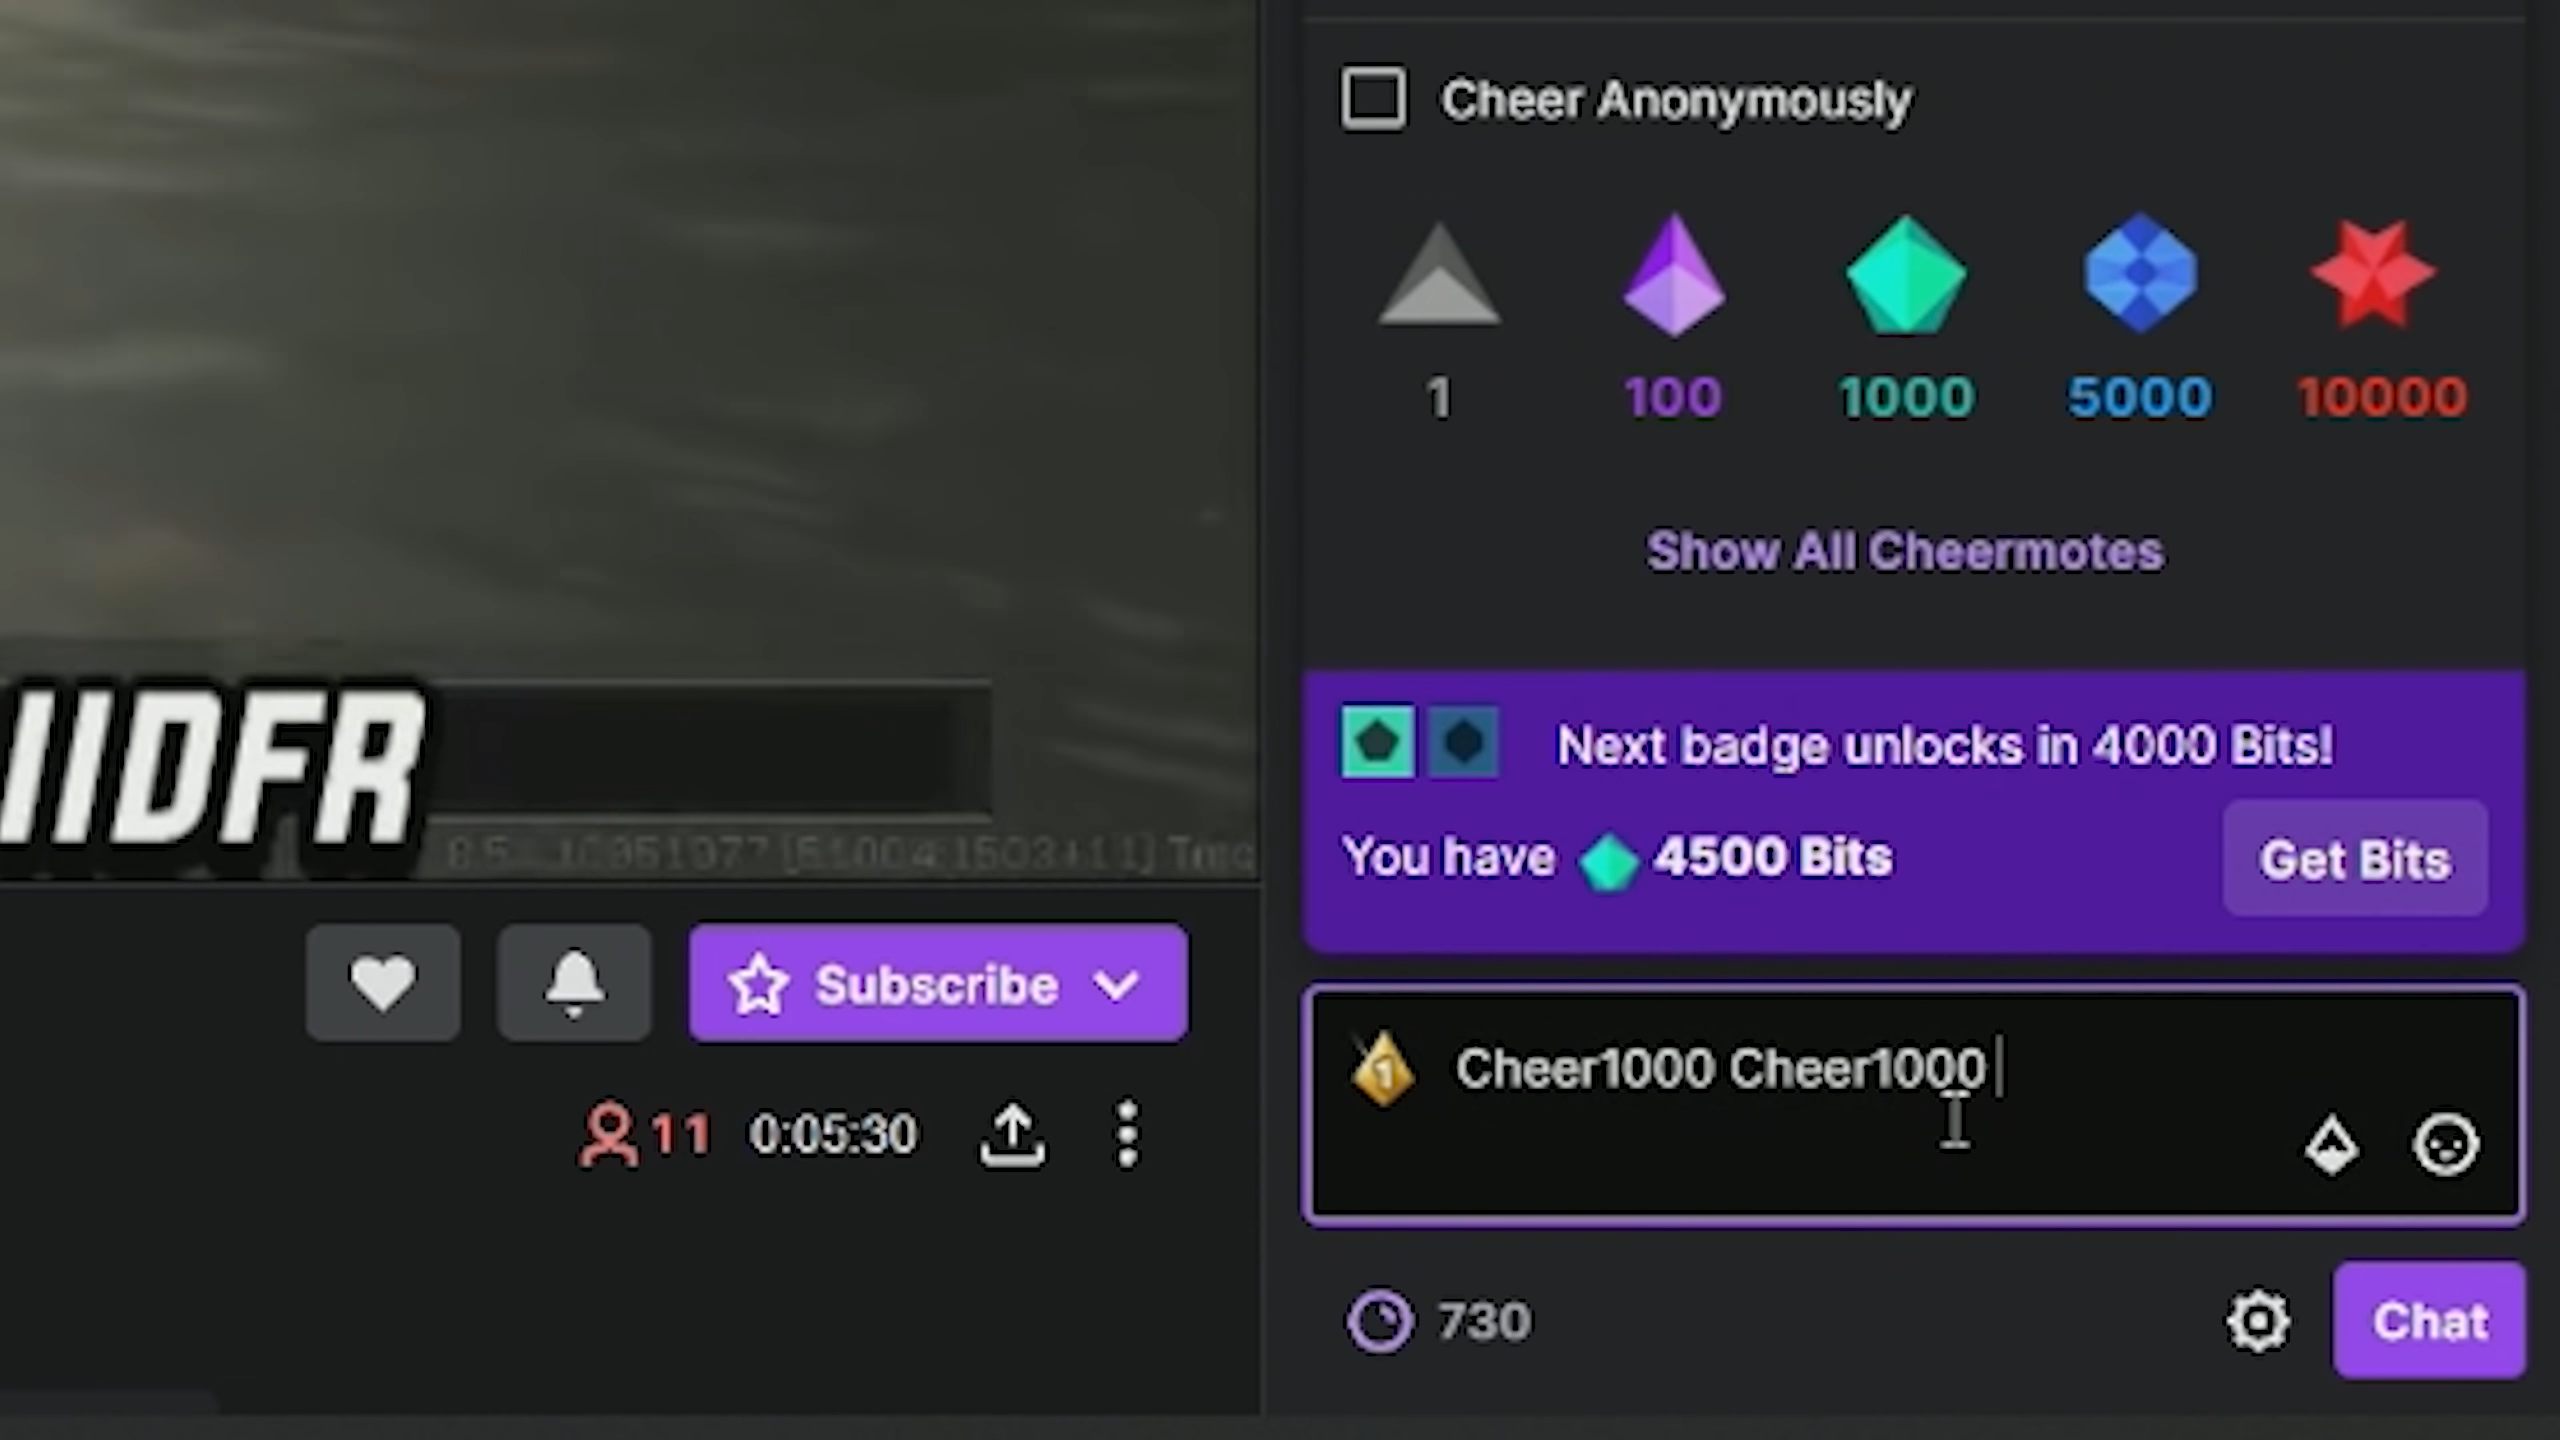 Cheer Anonymously
1 100 1000 5000 10000
Show All Cheermotes
Next badge unlocks in 4000 Bits!
You have 4500 Bits
Get Bits
IIDFR
Subscribe
11 0:05:30
1 Cheer1000 Cheer1000
730
Chat